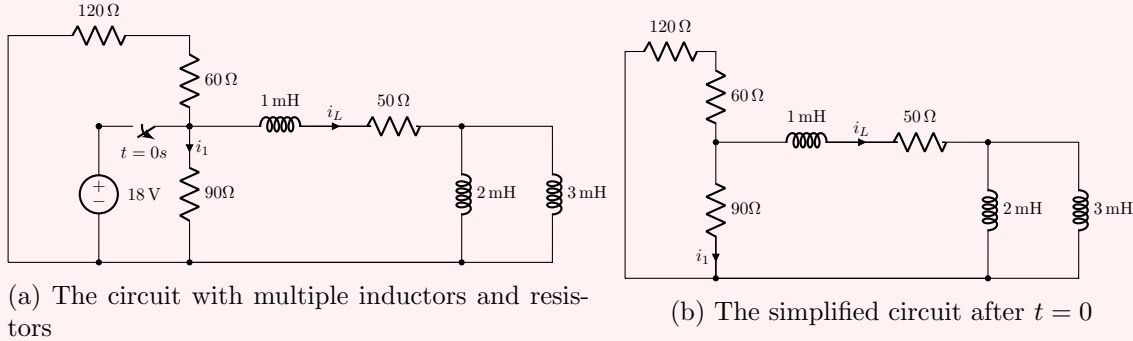 120 Ω
60 Ω
1 mH
i_L
50 Ω
t = 0s
i_1
+
−
18 V
90Ω
2 mH
3 mH
(a) The circuit with multiple inductors and resis-
tors
120 Ω
60 Ω
1 mH
i_L
50 Ω
90Ω
i_1
2 mH
3 mH
(b) The simplified circuit after t = 0